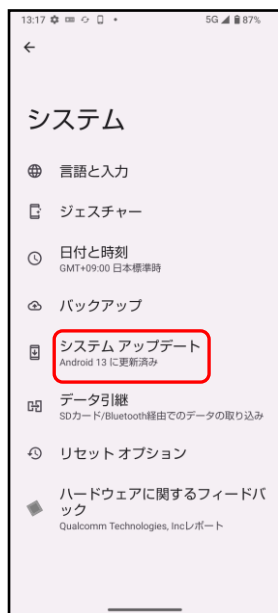 13:17 5G 87%
システム
言語と入力
ジェスチャー
日付と時刻
GMT+09:00 日本標準時
バックアップ
システム アップデート
Android 13 に更新済み
データ引継
SDカード/Bluetooth経由でのデータの取り込み
リセット オプション
ハードウェアに関するフィードバ
ック
Qualcomm Technologies, Incレポート